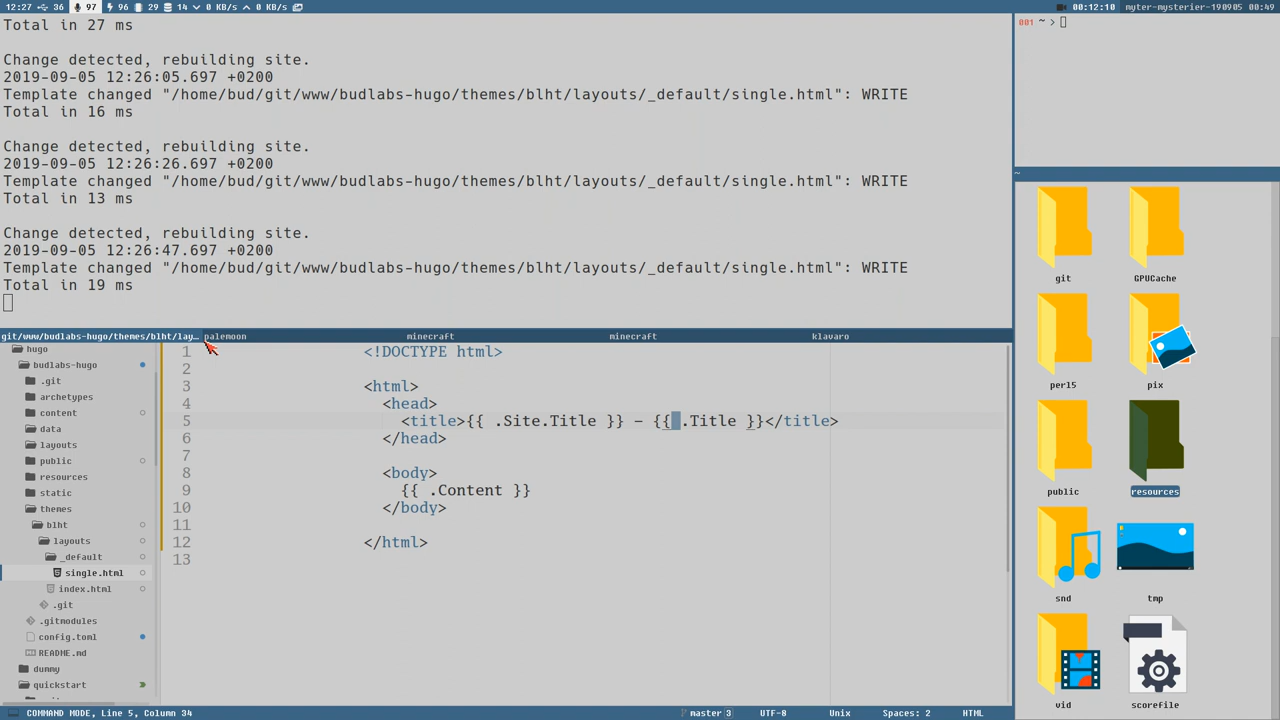 12:27 36 97 96 29 14 0 KB/s 0 KB/s 00:12:10 myter-mysterier-190905 00:49
Total in 27 ms
Change detected, rebuilding site.
2019-09-05 12:26:05.697 +0200
Template changed "/home/bud/git/www/budlabs-hugo/themes/blht/layouts/_default/single.html": WRITE
Total in 16 ms
Change detected, rebuilding site.
2019-09-05 12:26:26.697 +0200
Template changed "/home/bud/git/www/budlabs-hugo/themes/blht/layouts/_default/single.html": WRITE
Total in 13 ms
Change detected, rebuilding site.
2019-09-05 12:26:47.697 +0200
Template changed "/home/bud/git/www/budlabs-hugo/themes/blht/layouts/_default/single.html": WRITE
Total in 19 ms
001 ~ >
~
git GPUCache
perl5 pix
public resources
snd tmp
vid scorefile
git/www/budlabs-hugo/themes/blht/lay… palemoon minecraft minecraft klavaro
hugo
budlabs-hugo
.git
archetypes
content
data
layouts
public
resources
static
themes
blht
layouts
_default
single.html
index.html
.git
.gitmodules
config.toml
README.md
dummy
quickstart
1 <!DOCTYPE html>
2
3 <html>
4 <head>
5 <title>{{ .Site.Title }} - {{ .Title }}</title>
6 </head>
7
8 <body>
9 {{ .Content }}
10 </body>
11
12 </html>
13
COMMAND MODE, Line 5, Column 34 master 3 UTF-8 Unix Spaces: 2 HTML